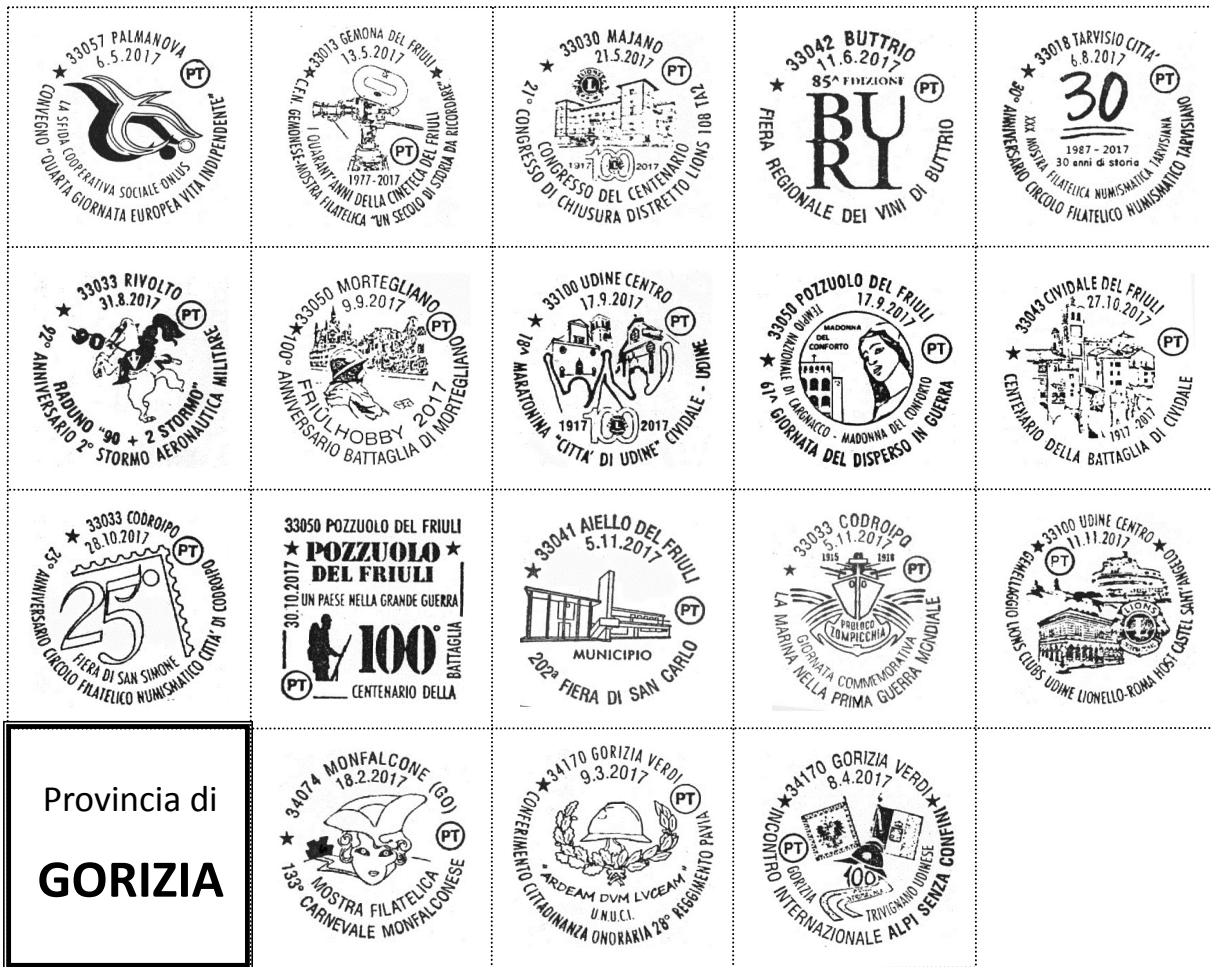 33057 PALMANOVA
6.5.2017
PT
LA SFIDA COOPERATIVA SOCIALE ONLUS
CONVEGNO "QUARTA GIORNATA EUROPEA VITA INDIPENDENTE"
33013 GEMONA DEL FRIULI
13.5.2017
PT
1977-2017
I QUARANT'ANNI DELLA CINETECA DEL FRIULI
CEN. GEMONESE-MOSTRA FILATELICA "UN SECOLO DI STORIA DA RICORDARE"
33030 MAJANO
21.5.2017
PT
1917 100 2017
CONGRESSO DEL CENTENARIO
21° CONGRESSO DI CHIUSURA DISTRETTO LIONS 108 TA2
33042 BUTTRIO
11.6.2017
85^ EDIZIONE
PT
BU
RI
FIERA REGIONALE DEI VINI DI BUTTRIO
33018 TARVISIO CITTA'
6.8.2017
PT
30
1987 - 2017
30 anni di storia
XXX MOSTRA FILATELICA NUMISMATICA TARVISIANA
30° ANNIVERSARIO CIRCOLO FILATELICO NUMISMATICO TARVISIANO
33033 RIVOLTO
31.8.2017
PT
90
RADUNO "90 + 2 STORMO"
92° ANNIVERSARIO 2° STORMO AERONAUTICA MILITARE
33050 MORTEGLIANO
9.9.2017
PT
FRIULHOBBY 2017
100° ANNIVERSARIO BATTAGLIA DI MORTEGLIANO
33100 UDINE CENTRO
17.9.2017
PT
1917 100 2017
18^ MARATONINA "CITTA' DI UDINE" CIVIDALE - UDINE
33050 POZZUOLO DEL FRIULI
17.9.2017
MADONNA
DEL
CONFORTO
PT
TEMPIO NAZIONALE DI CARGNACCO - MADONNA DEL CONFORTO
61^ GIORNATA DEL DISPERSO IN GUERRA
33043 CIVIDALE DEL FRIULI
27.10.2017
PT
1917-2017
CENTENARIO DELLA BATTAGLIA DI CIVIDALE
33033 CODROIPO
28.10.2017
PT
25°
FIERA DI SAN SIMONE
25° ANNIVERSARIO CIRCOLO FILATELICO NUMISMATICO CITTA' DI CODROIPO
33050 POZZUOLO DEL FRIULI
POZZUOLO
DEL FRIULI
UN PAESE NELLA GRANDE GUERRA
30.10.2017
100°
PT
CENTENARIO DELLA
BATTAGLIA
33041 AIELLO DEL FRIULI
5.11.2017
PT
MUNICIPIO
202ª FIERA DI SAN CARLO
33033 CODROIPO
5.11.2017
1915 1918
PT
PROLOCO
ZOMPICCHIA
GIORNATA COMMEMORATIVA
LA MARINA NELLA PRIMA GUERRA MONDIALE
33100 UDINE CENTRO
11.11.2017
PT
LIONS
GEMELLAGGIO LIONS CLUBS UDINE LIONELLO-ROMA HOST CASTEL SANT'ANGELO
Provincia di
GORIZIA
34074 MONFALCONE (GO)
18.2.2017
PT
MOSTRA FILATELICA
133° CARNEVALE MONFALCONESE
34170 GORIZIA VERDI
9.3.2017
PT
"ARDEAM DVM LVCEAM"
U.N.U.C.I.
CONFERIMENTO CITTADINANZA ONORARIA 28° REGGIMENTO PAVIA
34170 GORIZIA VERDI
8.4.2017
PT
100
GORIZIA
TRIVIGNANO UDINESE
INCONTRO INTERNAZIONALE ALPI SENZA CONFINI